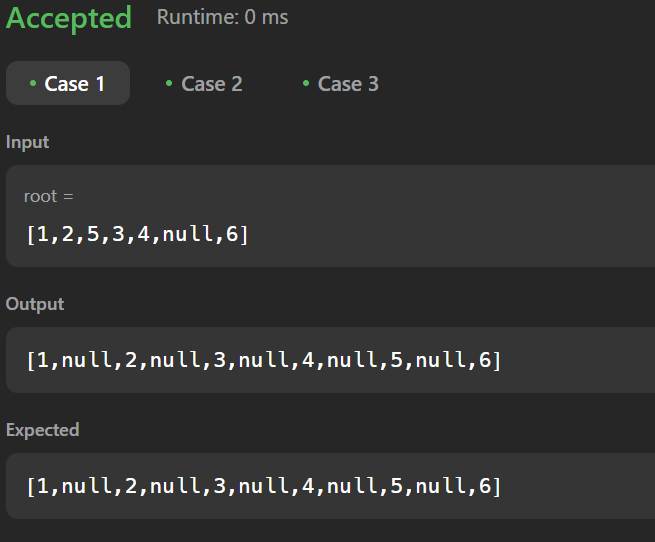 Accepted Runtime: 0 ms
Case 1 Case 2 Case 3
Input
root =
[1,2,5,3,4,null,6]
Output
[1,null,2,null,3,null,4,null,5,null,6]
Expected
[1,null,2,null,3,null,4,null,5,null,6]